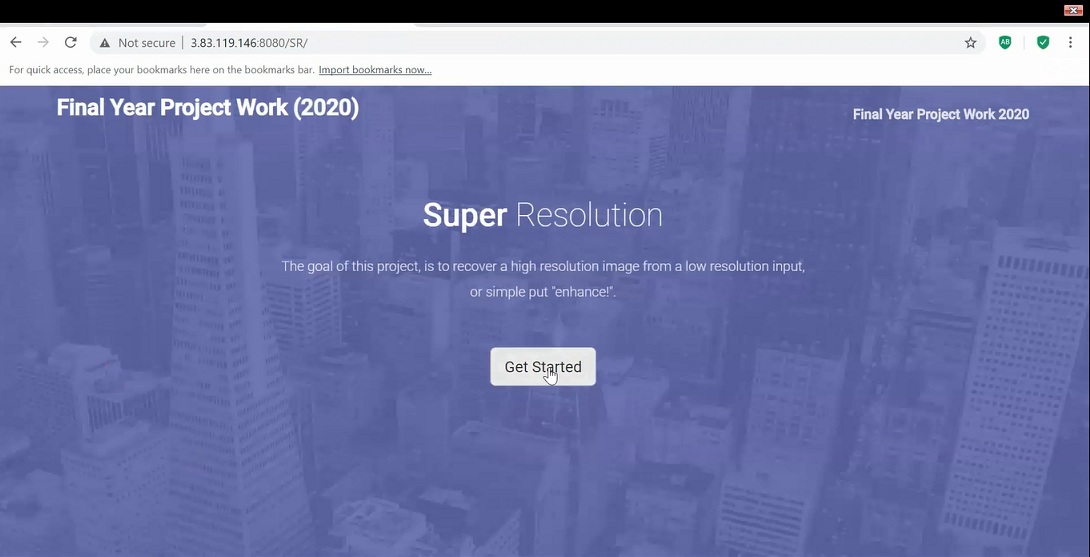 Not secure
3.83.119.146:8080/SR/
AB
For quick access, place your bookmarks here on the bookmarks bar. Import bookmarks now...
Final Year Project Work (2020)
Final Year Project Work 2020
Super Resolution
The goal of this project, is to recover a high resolution image from a low resolution input,
or simple put "enhance!".
Get Started